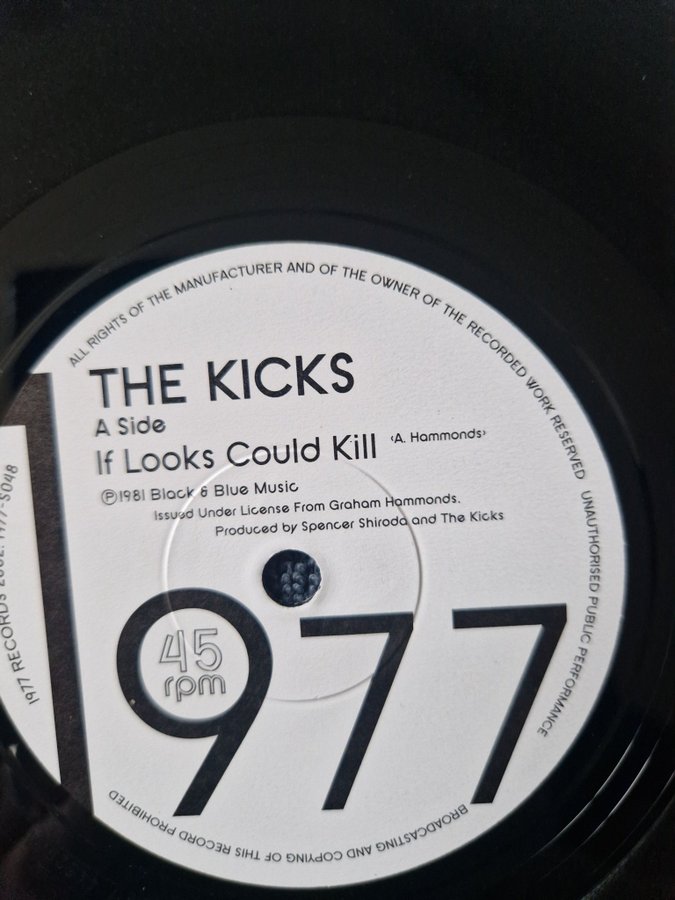 ALL RIGHTS OF THE MANUFACTURER AND OF THE OWNER OF THE RECORDED WORK RESERVED
UNAUTHORISED PUBLIC PERFORMANCE
BROADCASTING AND COPYING OF THIS RECORD PROHIBITED
THE KICKS
A Side
If Looks Could Kill ‹A. Hammonds›
℗1981 Black & Blue Music
Issued Under License From Graham Hammonds.
Produced by Spencer Shiroda and The Kicks
1977
45
rpm
1977 RECORDS 2002. 1977-S048